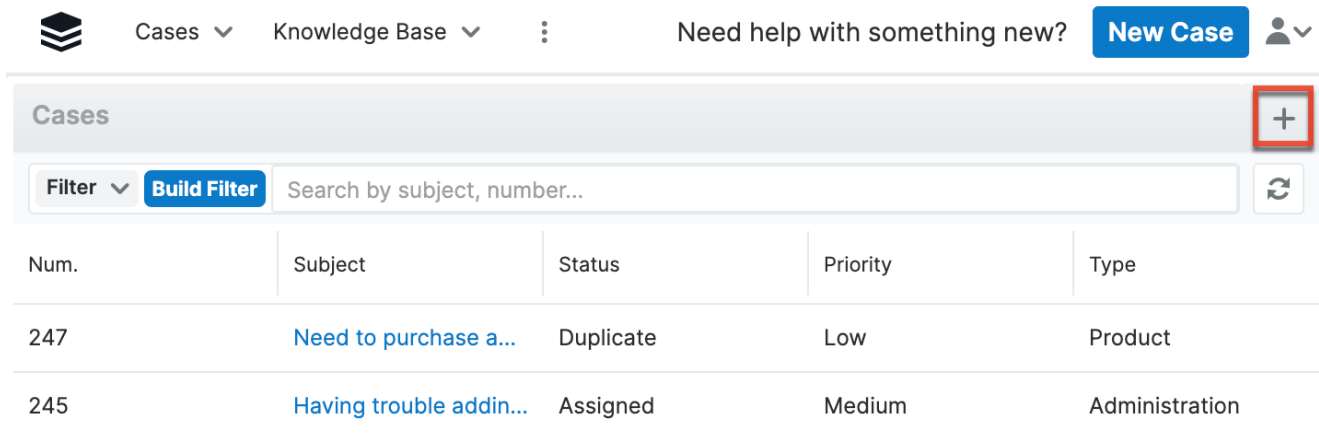 Cases Knowledge Base Need help with something new? New Case
Cases
Filter Build Filter Search by subject, number...
Num. Subject Status Priority Type
247 Need to purchase a... Duplicate Low Product
245 Having trouble addin... Assigned Medium Administration